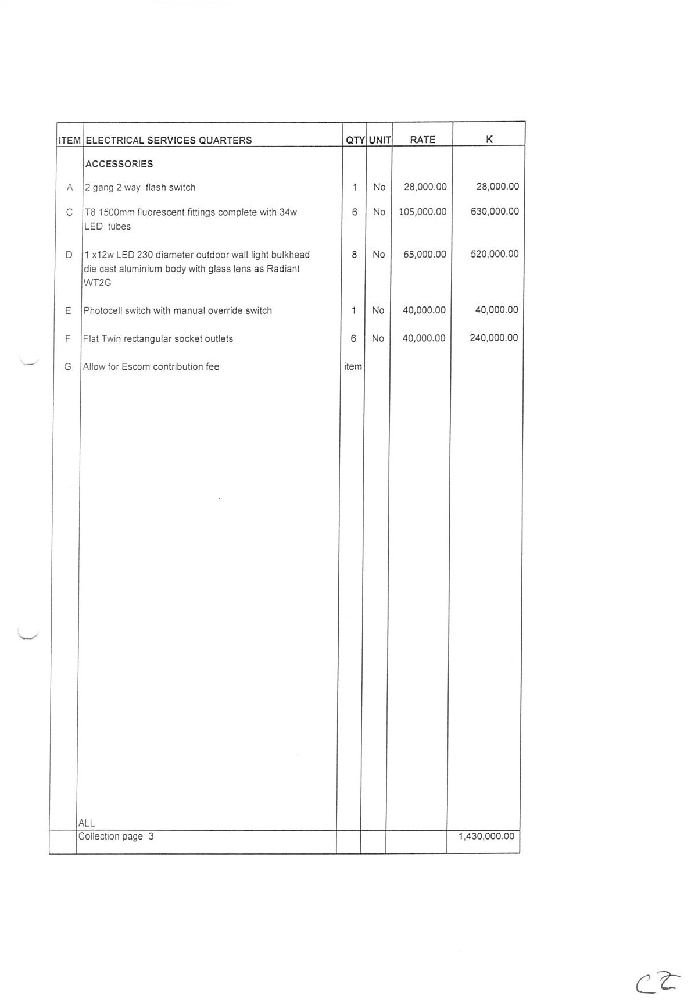 ITEM ELECTRICAL SERVICES QUARTERS QTY UNIT RATE K
ACCESSORIES
A 2 gang 2 way flash switch 1 No 28,000.00 28,000.00
C T8 1500mm fluorescent fittings complete with 34w 6 No 105,000.00 630,000.00
LED tubes
D 1 x12w LED 230 diameter outdoor wall light bulkhead 8 No 65,000.00 520,000.00
die cast aluminium body with glass lens as Radiant
WT2G
E Photocell switch with manual override switch 1 No 40,000.00 40,000.00
F Flat Twin rectangular socket outlets 6 No 40,000.00 240,000.00
G Allow for Escom contribution fee item
ALL
Collection page 3 1,430,000.00